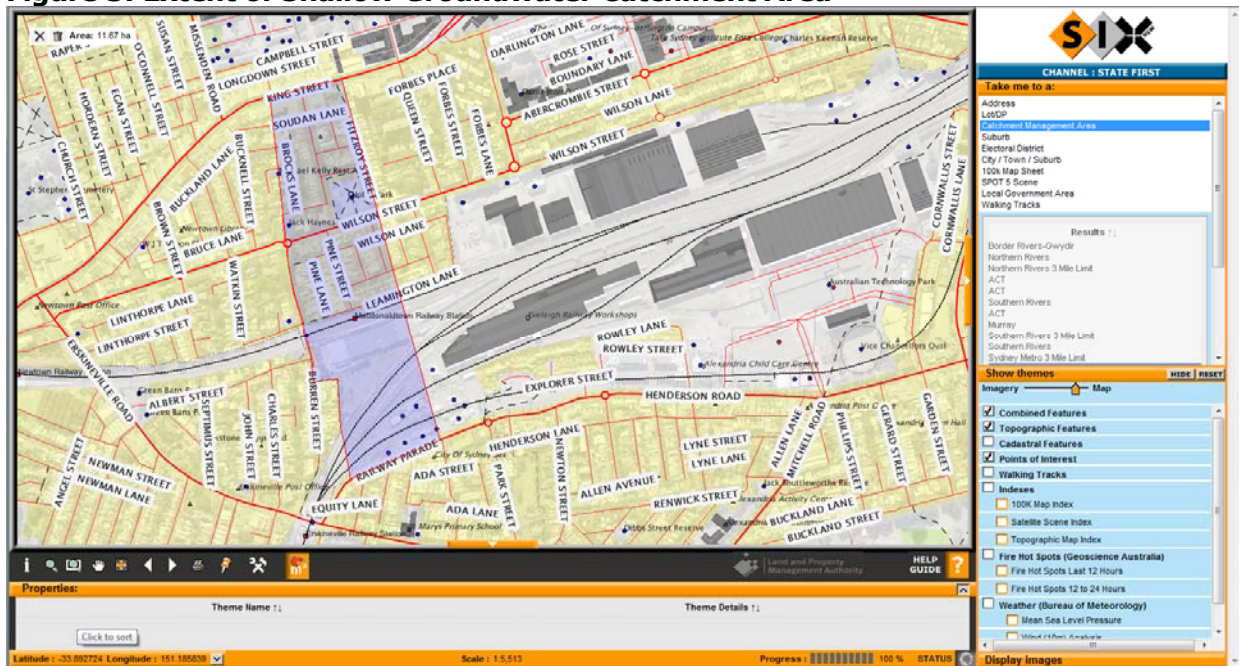 Figure 3: Extent of Shallow Groundwater Catchment Area
Area: 11.67 ha
CAMPBELL STREET
LONGDOWN STREET
KING STREET
SUSAN STREET
MISSENDEN ROAD
O'CONNELL STREET
EGAN STREET
HORDERN STREET
CHURCH STREET
BUCKLAND LANE
BUCKNELL STREET
BROWN STREET
BRUCE LANE
WATKIN STREET
LINTHORPE LANE
LINTHORPE STREET
ERSKINEVILLE ROAD
SOUDAN LANE
BROCKS LANE
FITZROY STREET
Jack Haynes
WILSON STREET
WILSON LANE
PINE STREET
PINE LANE
LEAMINGTON LANE
Macdonaldtown Railway Station
FORBES PLACE
QUEEN STREET
FORBES STREET
FORBES LANE
DARLINGTON LANE
ROSE STREET
BOUNDARY LANE
ABERCROMBIE STREET
WILSON LANE
WILSON STREET
Charles Keenan Reserve
CORNWALLIS STREET
CORNWALLIS LANE
Australian Technology Park
Eveleigh Railway Workshops
ROWLEY LANE
ROWLEY STREET
Alexandria Child Care Centre
Vice Chancellors Oval
EXPLORER STREET
HENDERSON ROAD
HENDERSON LANE
Newtown Post Office
ALBERT STREET
SEPTIMUS STREET
JOHN STREET
CHARLES STREET
BURREN STREET
NEWMAN STREET
NEWMAN LANE
ANGEL STREET
EQUITY LANE
RAILWAY PARADE
ADA STREET
ADA LANE
PARK STREET
NEWTON STREET
LYNE STREET
LYNE LANE
ALLEN AVENUE
ALLEN LANE
MITCHELL ROAD
PHILLIPS STREET
GERARD STREET
GARDEN STREET
RENWICK STREET
BUCKLAND LANE
BUCKLAND STREET
Marys Primary School
Erskineville Railway Station
Dibbs Street Reserve
Land and Property
Management Authority
HELP
GUIDE
Properties:
Theme Name
Theme Details
Click to sort
Latitude : -33.892724 Longitude : 151.185839
Scale : 1:5,513
Progress : 100 % STATUS
SIX
CHANNEL : STATE FIRST
Take me to a:
Address
Lot/DP
Catchment Management Area
Suburb
Electoral District
City / Town / Suburb
100k Map Sheet
SPOT 5 Scene
Local Government Area
Walking Tracks
Results
Border Rivers-Gwydir
Northern Rivers
Northern Rivers 3 Mile Limit
ACT
ACT
Southern Rivers
ACT
Murray
Southern Rivers 3 Mile Limit
Southern Rivers
Sydney Metro 3 Mile Limit
Show themes HIDE RESET
Imagery Map
Combined Features
Topographic Features
Cadastral Features
Points of Interest
Walking Tracks
Indexes
100K Map Index
Satellite Scene Index
Topographic Map Index
Fire Hot Spots (Geoscience Australia)
Fire Hot Spots Last 12 Hours
Fire Hot Spots 12 to 24 Hours
Weather (Bureau of Meteorology)
Mean Sea Level Pressure
Wind (10m) Analysis
Display Images